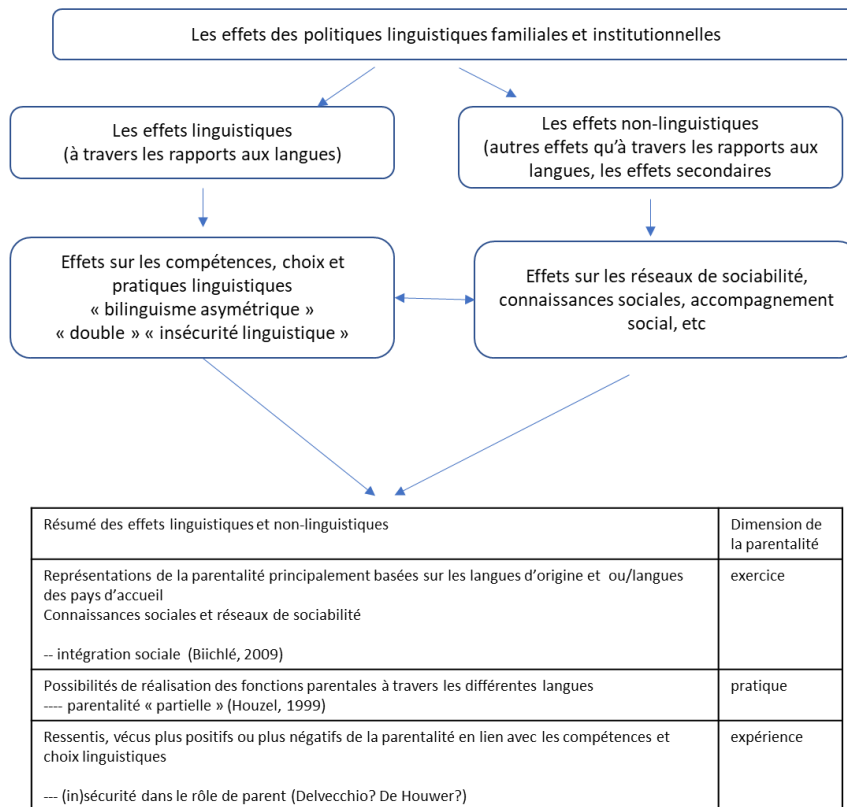 Les effets des politiques linguistiques familiales et institutionnelles
Les effets linguistiques
(à travers les rapports aux langues)
Les effets non-linguistiques
(autres effets qu'à travers les rapports aux
langues, les effets secondaires
Effets sur les compétences, choix et
pratiques linguistiques
« bilinguisme asymétrique »
« double » « insécurité linguistique »
Effets sur les réseaux de sociabilité,
connaissances sociales, accompagnement
social, etc
Résumé des effets linguistiques et non-linguistiques
Dimension de
la parentalité
Représentations de la parentalité principalement basées sur les langues d'origine et ou/langues
des pays d'accueil
Connaissances sociales et réseaux de sociabilité
-- intégration sociale (Biichlé, 2009)
exercice
Possibilités de réalisation des fonctions parentales à travers les différentes langues
---- parentalité « partielle » (Houzel, 1999)
pratique
Ressentis, vécus plus positifs ou plus négatifs de la parentalité en lien avec les compétences et
choix linguistiques
--- (in)sécurité dans le rôle de parent (Delvecchio? De Houwer?)
expérience